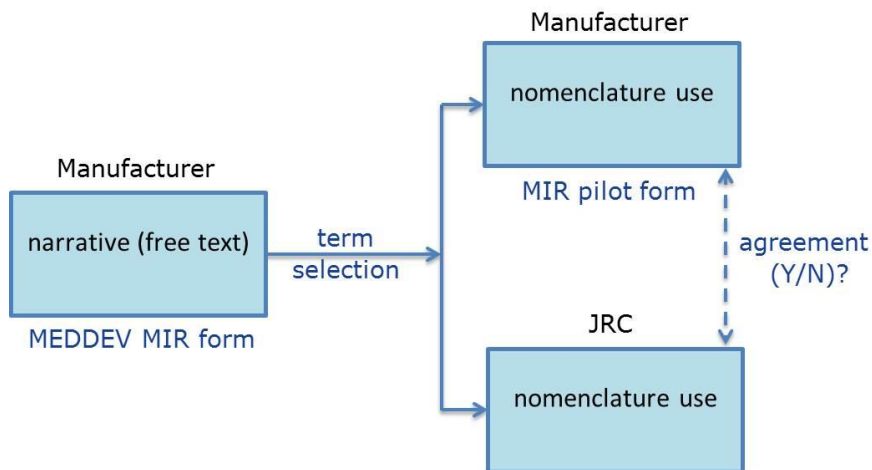 Manufacturer
nomenclature use
MIR pilot form
Manufacturer
narrative (free text)
MEDDEV MIR form
term
selection
agreement
(Y/N)?
JRC
nomenclature use